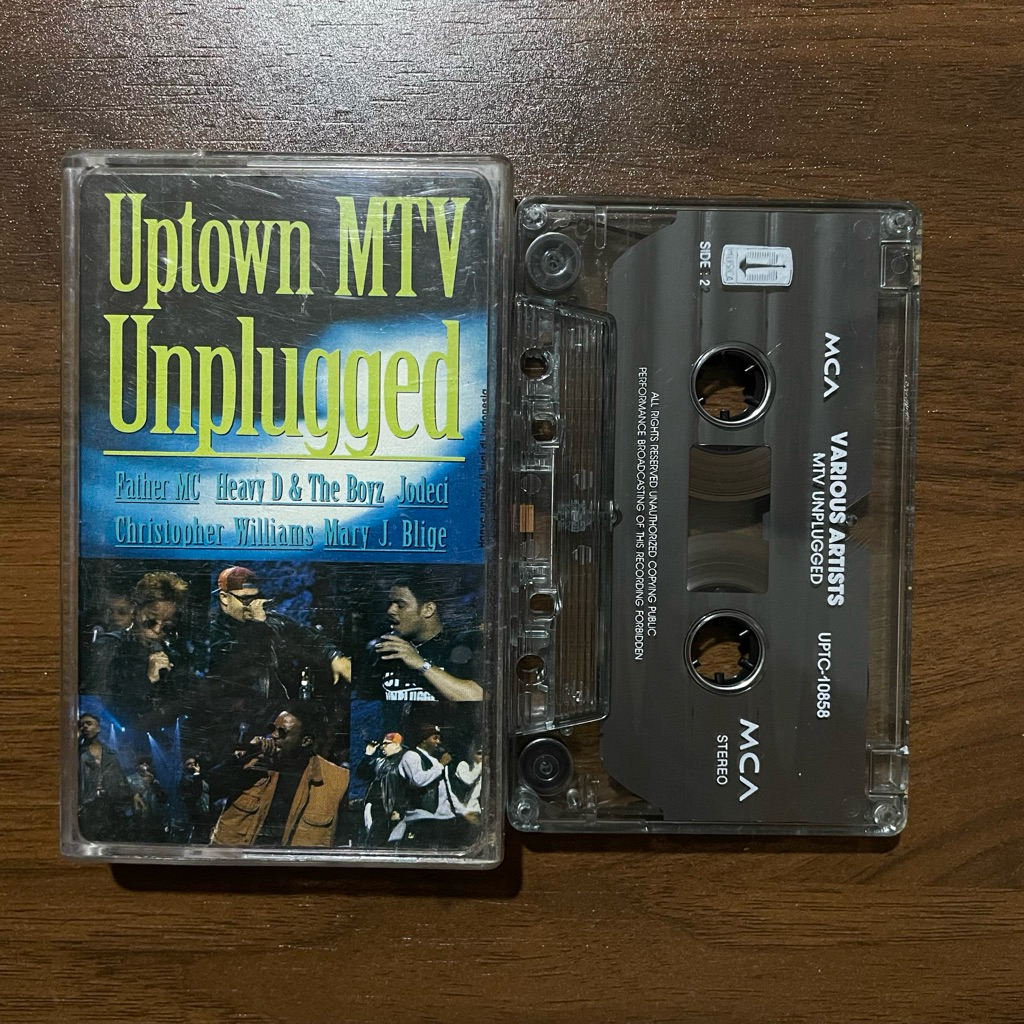 Uptown MTV
Unplugged
Father MC Heavy D & The Boyz Jodeci
Christopher Williams Mary J. Blige
UNPLUGG
SIDE : 2
MCA
VARIOUS ARTISTS
MTV UNPLUGGED
UPTC-10858
MCA
STEREO
ALL RIGHTS RESERVED UNAUTHORIZED COPYING PUBLIC
PERFORMANCE BROADCASTING OF THIS RECORDING FORBIDDEN